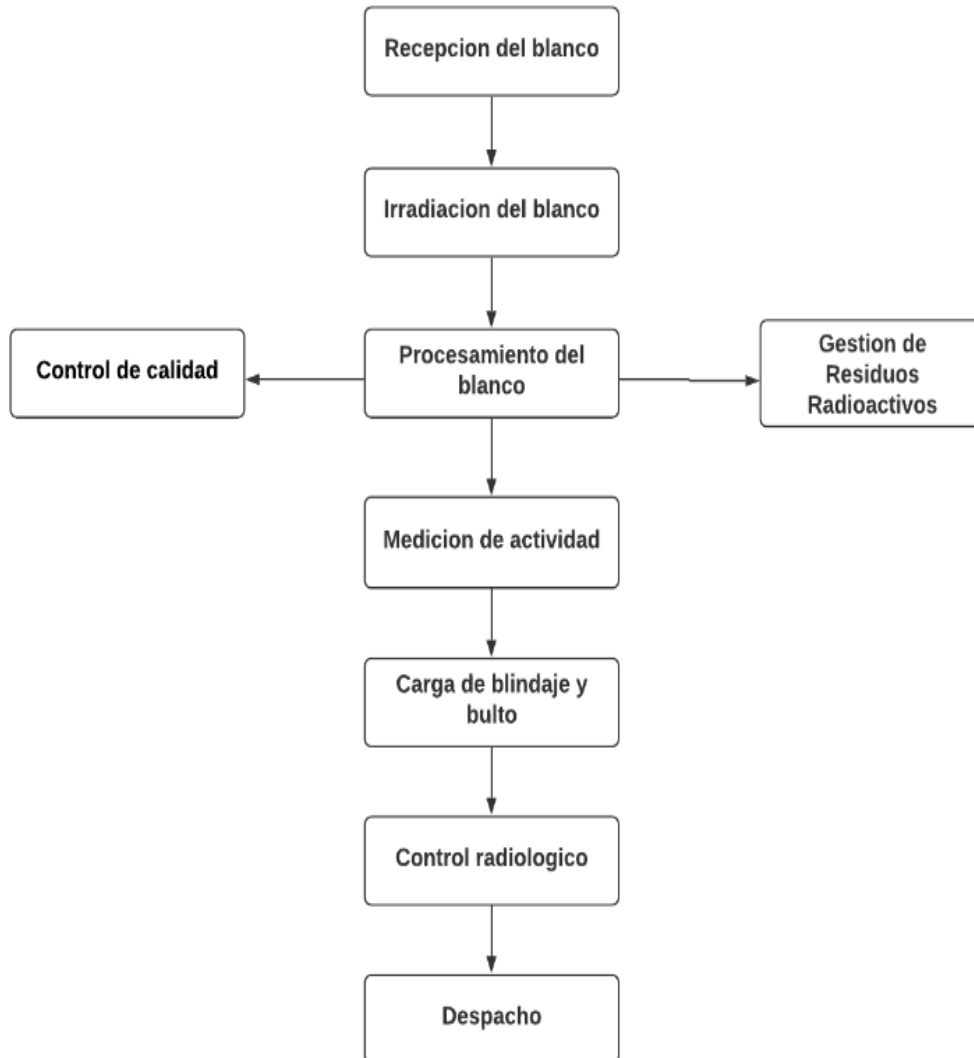 Recepcion del blanco
Irradiacion del blanco
Control de calidad
Procesamiento del
blanco
Gestion de
Residuos
Radioactivos
Medicion de actividad
Carga de blindaje y
bulto
Control radiologico
Despacho